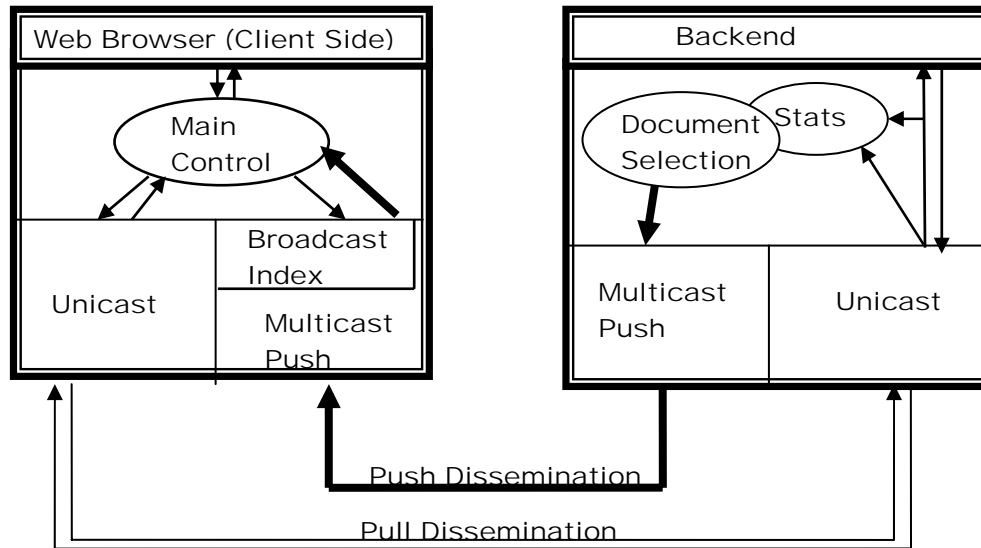 Web Browser (Client Side)
Main
Control
Unicast
Broadcast
Index
Multicast
Push
Backend
Document
Selection
Stats
Multicast
Push
Unicast
Push Dissemination
Pull Dissemination